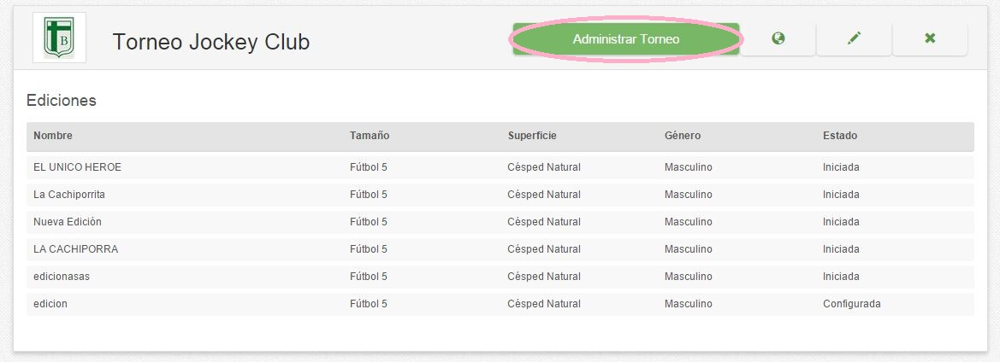 B
Torneo Jockey Club
Administrar Torneo
Ediciones
Nombre Tamaño Superficie Género Estado
EL UNICO HEROE Fútbol 5 Césped Natural Masculino Iniciada
La Cachiporrita Fútbol 5 Césped Natural Masculino Iniciada
Nueva Edición Fútbol 5 Césped Natural Masculino Iniciada
LA CACHIPORRA Fútbol 5 Césped Natural Masculino Iniciada
edicionasas Fútbol 5 Césped Natural Masculino Iniciada
edicion Fútbol 5 Césped Natural Masculino Configurada